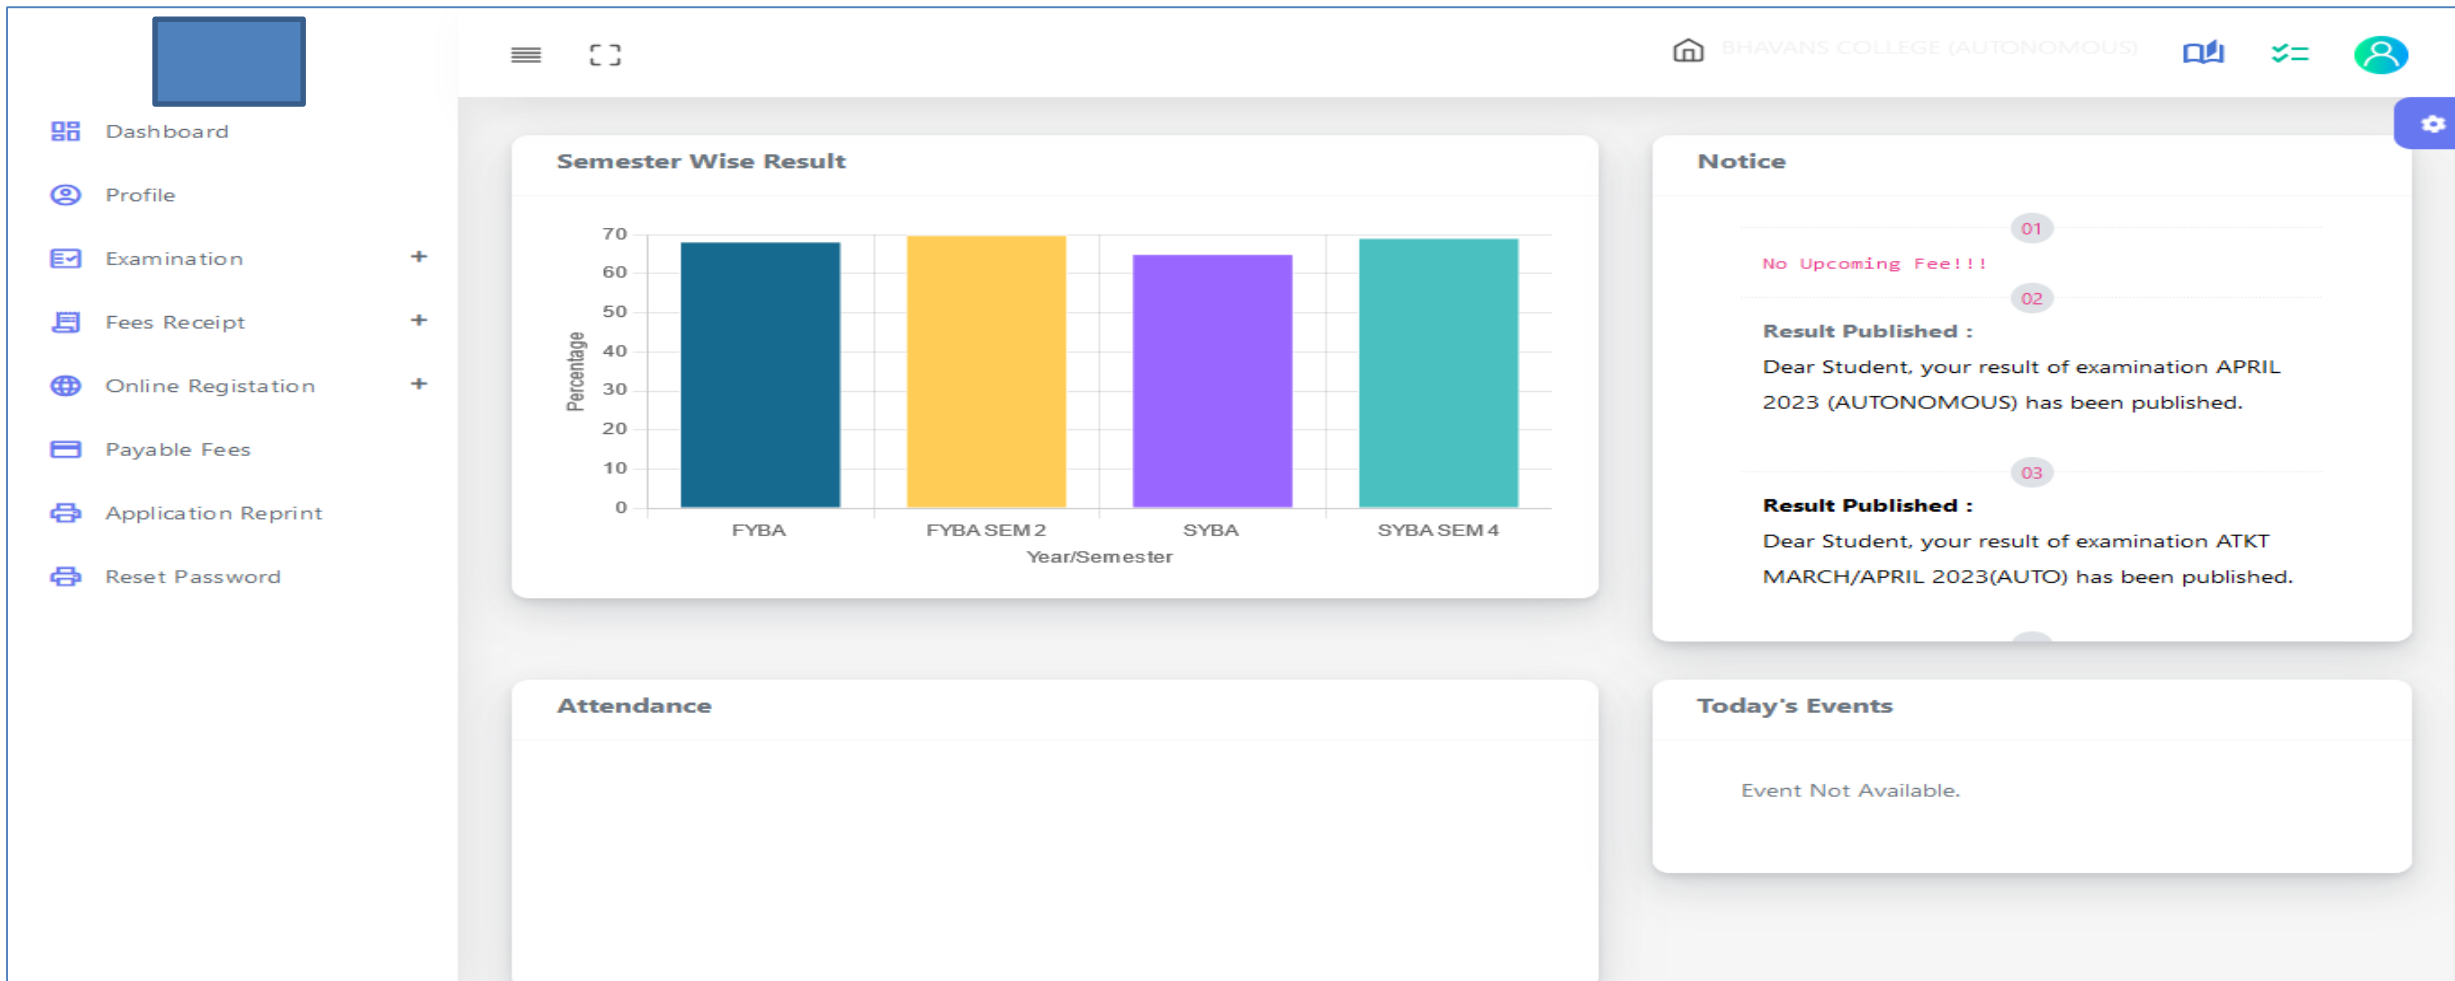 BHAVANS COLLEGE (AUTONOMOUS)
Dashboard
Profile
Examination +
Fees Receipt +
Online Registation +
Payable Fees
Application Reprint
Reset Password
Semester Wise Result
70
60
50
40
30
20
10
0
Percentage
FYBA FYBA SEM 2 SYBA SYBA SEM 4
Year/Semester
Notice
01
No Upcoming Fee!!!
02
Result Published :
Dear Student, your result of examination APRIL
2023 (AUTONOMOUS) has been published.
03
Result Published :
Dear Student, your result of examination ATKT
MARCH/APRIL 2023(AUTO) has been published.
Attendance
Today's Events
Event Not Available.